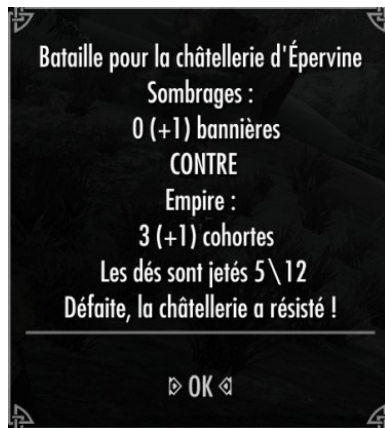 Bataille pour la châtellerie d'Épervine
Sombrages :
0 (+1) bannières
CONTRE
Empire :
3 (+1) cohortes
Les dés sont jetés 5\12
Défaite, la châtellerie a résisté !
OK